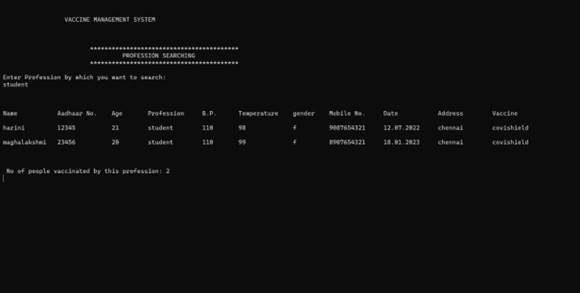 VACCINE MANAGEMENT SYSTEM
*****************************************
PROFESSION SEARCHING
*****************************************
Enter Profession by which you want to search:
student
Name Aadhaar No. Age Profession B.P. Temperature gender Mobile No. Date Address Vaccine
harini 12345 21 student 110 98 f 9087654321 12.07.2022 chennai covishield
maghalakshmi 23456 20 student 110 99 f 8907654321 18.01.2023 chennai covishield
No of people vaccinated by this profession: 2